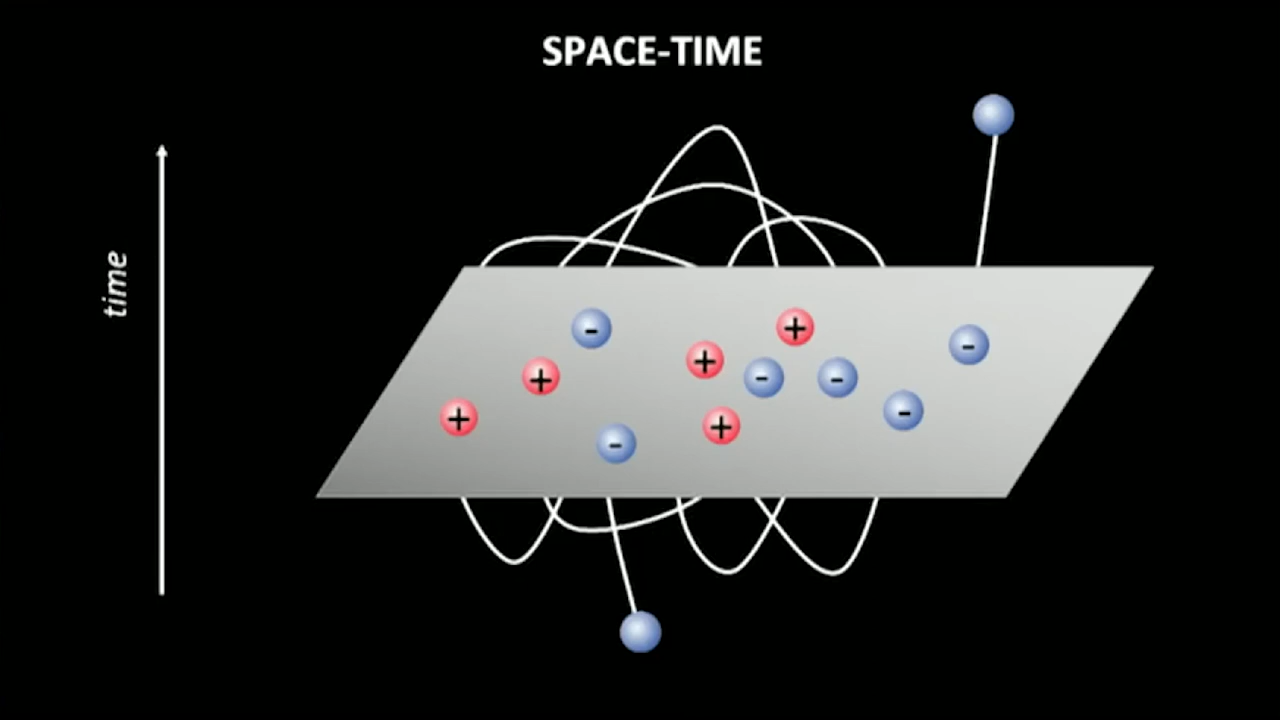 SPACE-TIME
time
- + + + - - -
+ + - -